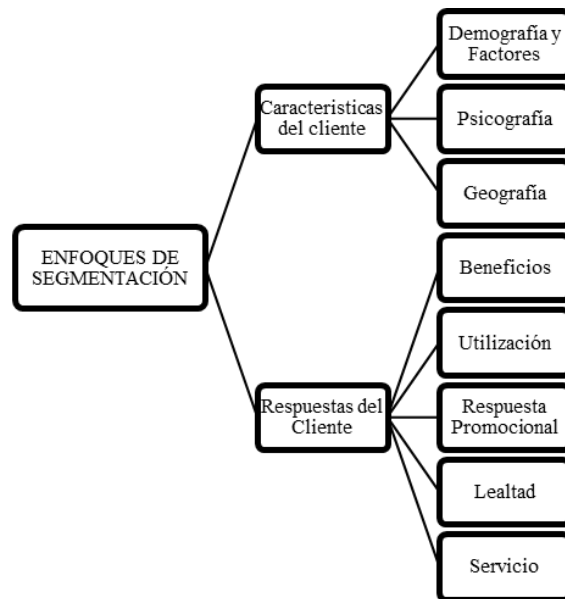 Demografía y
Factores
Caracteristicas
del cliente
Psicografía
Geografía
ENFOQUES DE
SEGMENTACIÓN
Beneficios
Utilización
Respuestas del
Cliente
Respuesta
Promocional
Lealtad
Servicio